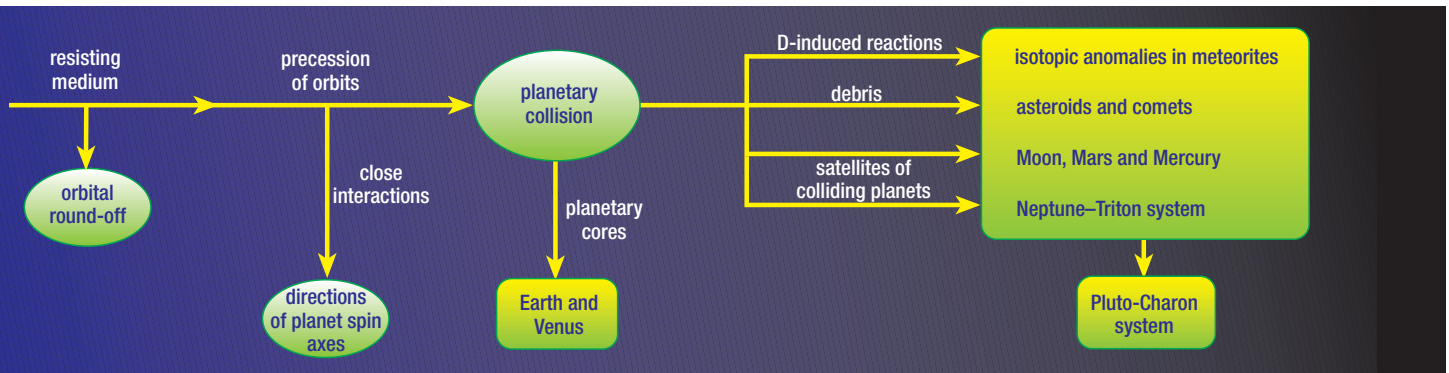 resisting
medium
orbital
round-off
precession
of orbits
close
interactions
directions
of planet spin
axes
planetary
collision
planetary
cores
Earth and
Venus
D-induced reactions
debris
satellites of
colliding planets
isotopic anomalies in meteorites
asteroids and comets
Moon, Mars and Mercury
Neptune–Triton system
Pluto-Charon
system